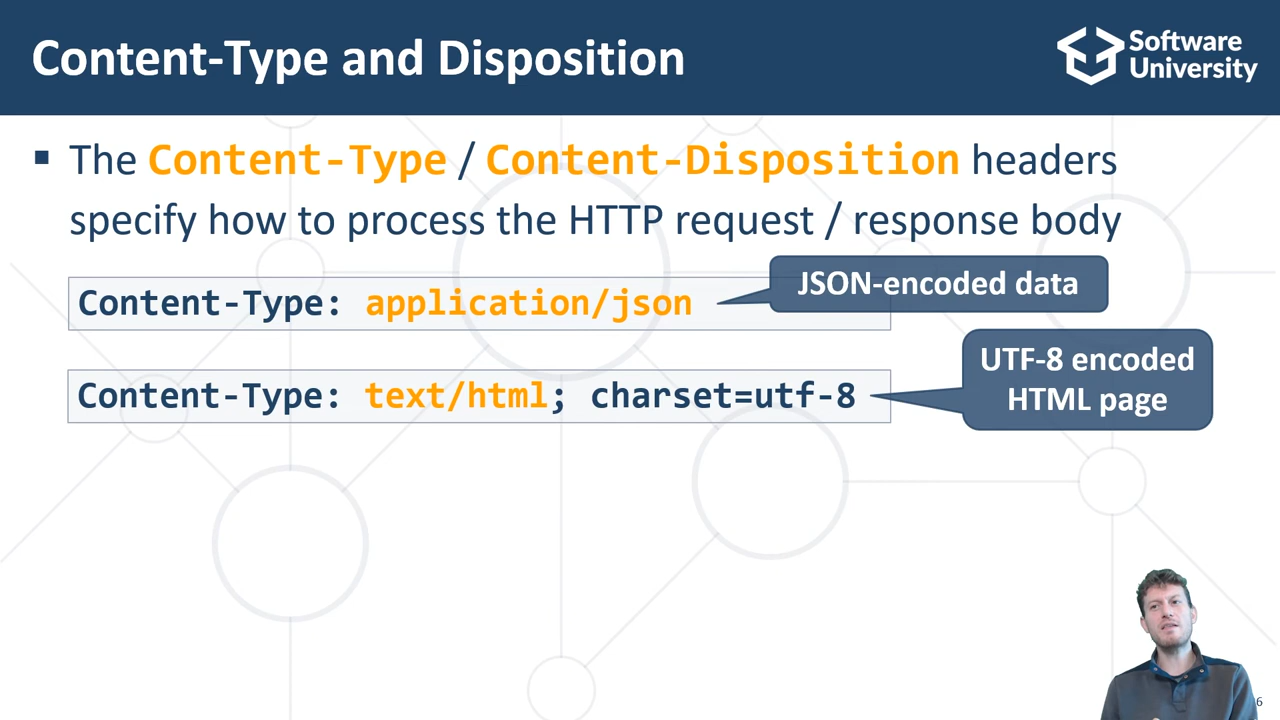 Content-Type and Disposition
Software
University
▪ The Content-Type / Content-Disposition headers
specify how to process the HTTP request / response body
Content-Type: application/json
JSON-encoded data
Content-Type: text/html; charset=utf-8
UTF-8 encoded
HTML page
6